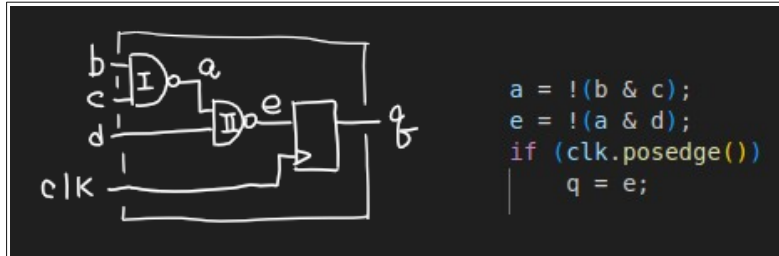 b
I
a
c
II
e
d
q
clk
a = !(b & c);
e = !(a & d);
if (clk.posedge())
q = e;